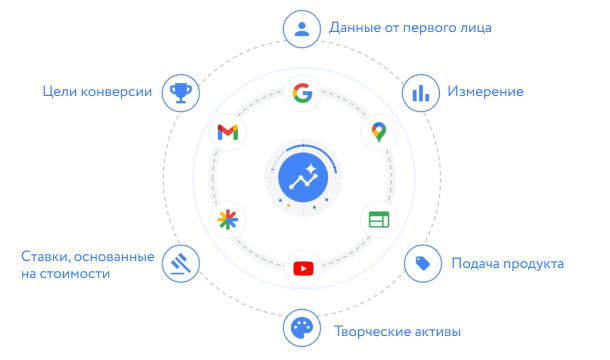 Данные от первого лица
Цели конверсии
Измерение
Ставки, основанные
на стоимости
Подача продукта
Творческие активы